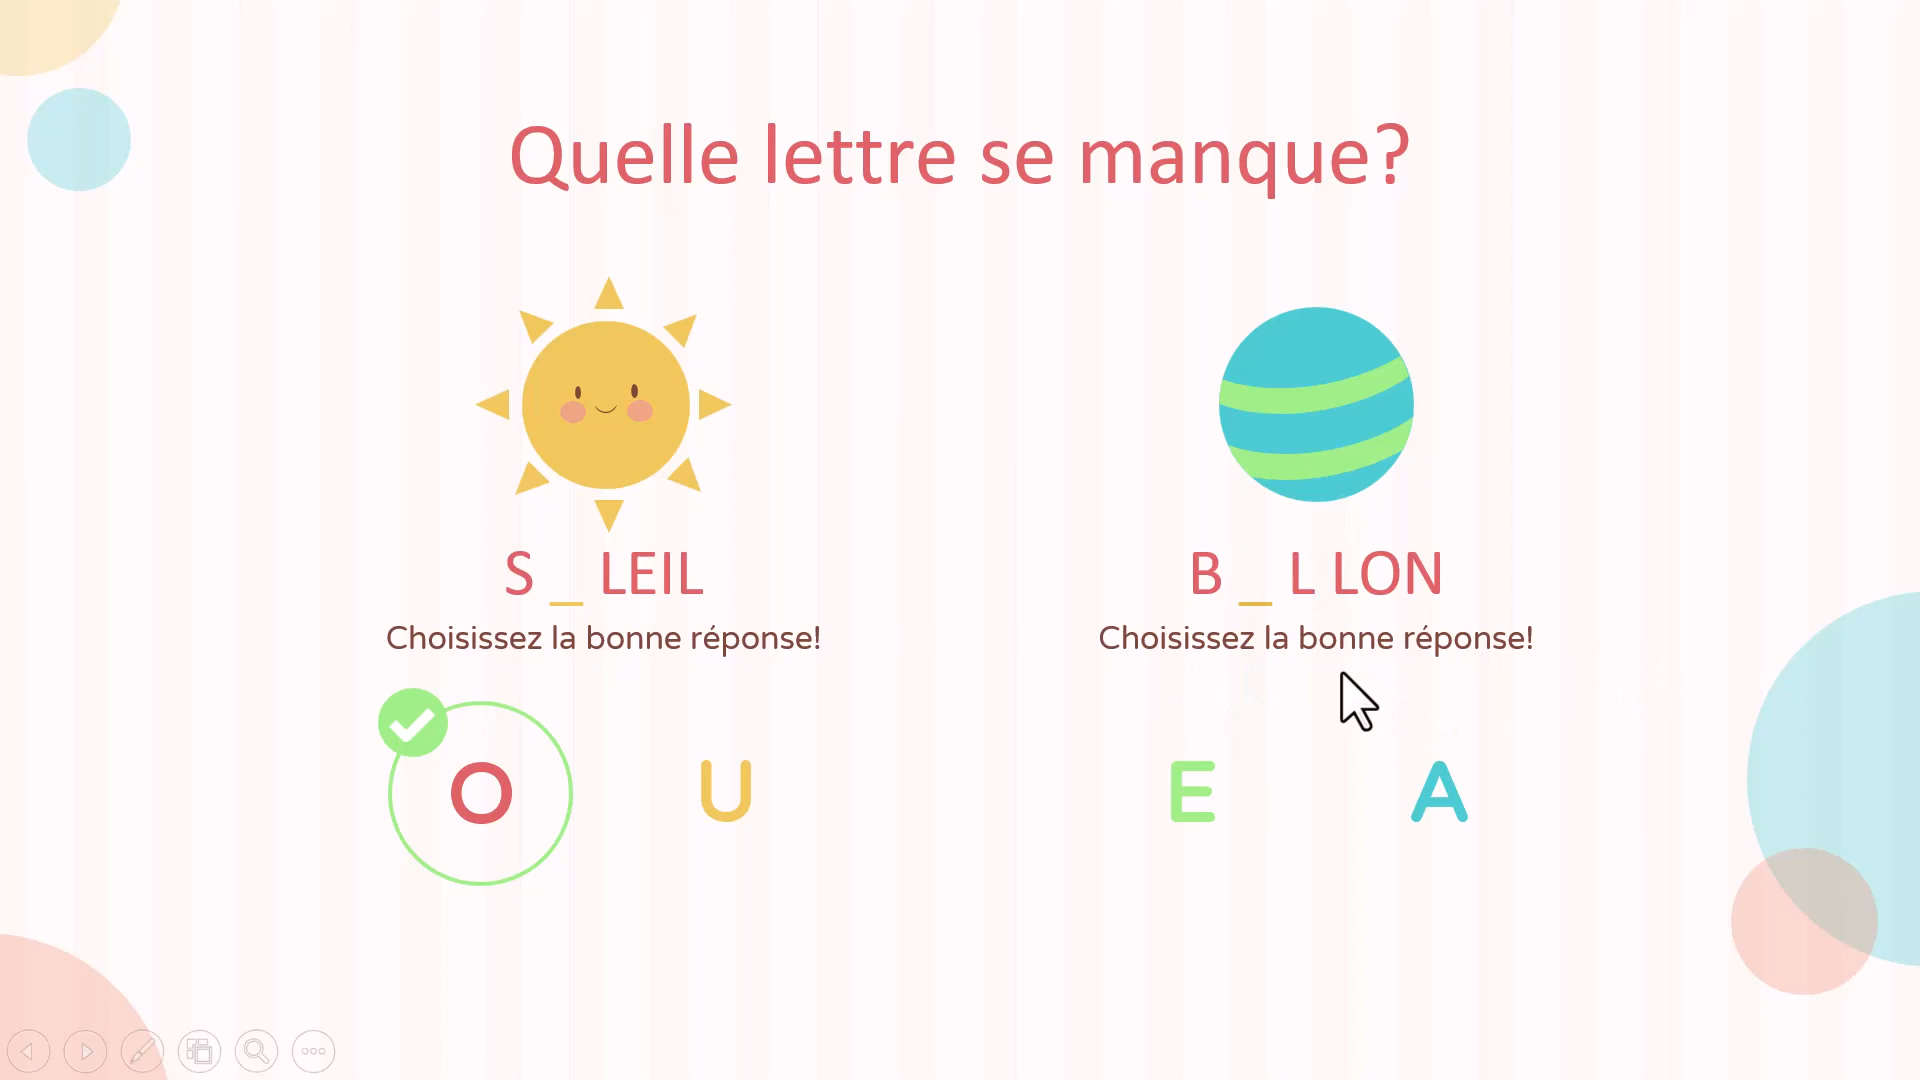 Quelle lettre se manque?
S _ LEIL
Choisissez la bonne réponse!
O U
B _ L LON
Choisissez la bonne réponse!
E A